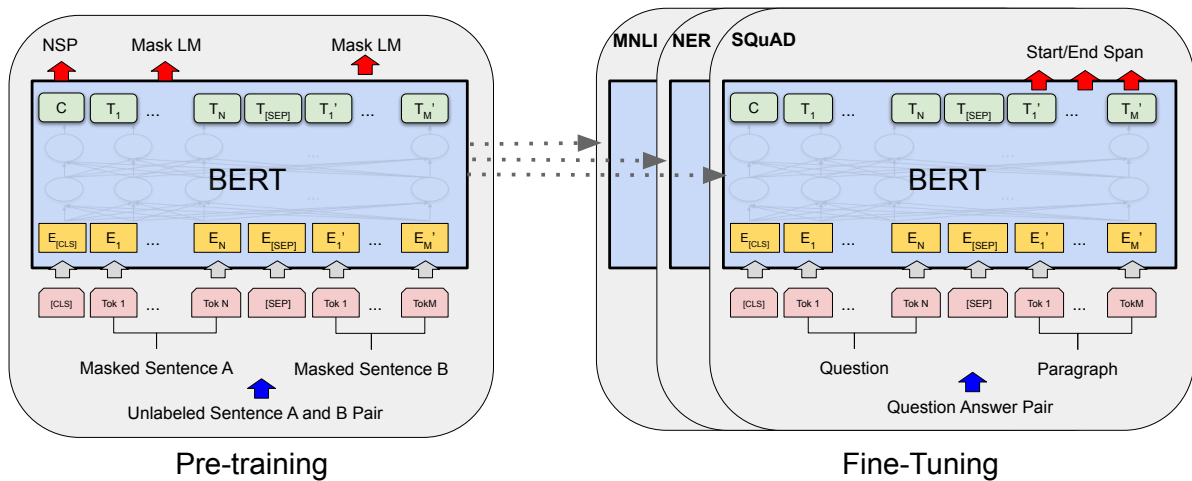 NSP Mask LM Mask LM
C T1 ... TN T[SEP] T1' ... TM'
...
BERT
...
E[CLS] E1 ... EN E[SEP] E1' ... EM'
[CLS] Tok 1 ... Tok N [SEP] Tok 1 ... TokM
Masked Sentence A Masked Sentence B
Unlabeled Sentence A and B Pair
Pre-training
MNLI NER SQuAD
Start/End Span
C T1 ... TN T[SEP] T1' ... TM'
...
BERT
...
E[CLS] E1 ... EN E[SEP] E1' ... EM'
[CLS] Tok 1 ... Tok N [SEP] Tok 1 ... TokM
Question Paragraph
Question Answer Pair
Fine-Tuning